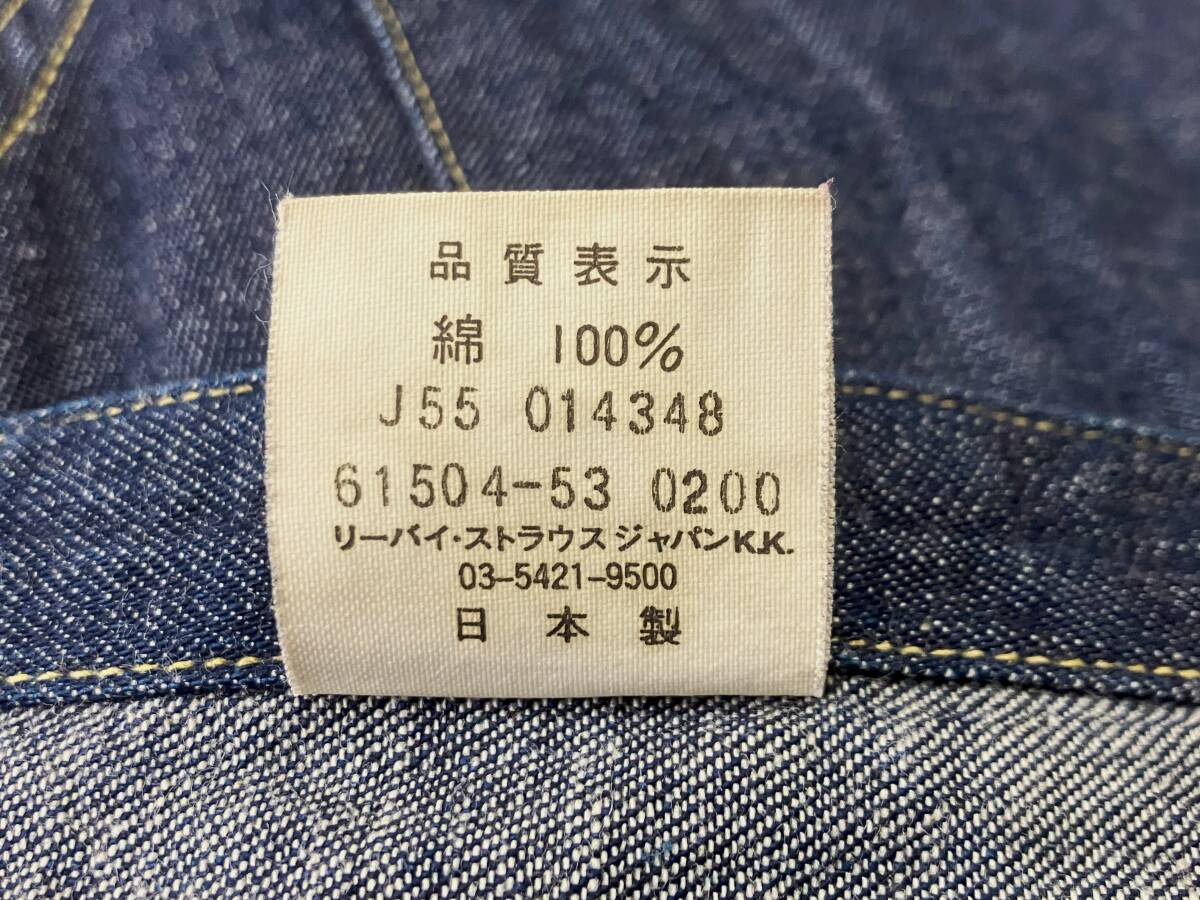 品質表示
綿 100%
J55 014348
61504-53 0200
リーバイ・ストラウス ジャパンK.K.
03-5421-9500
日本製